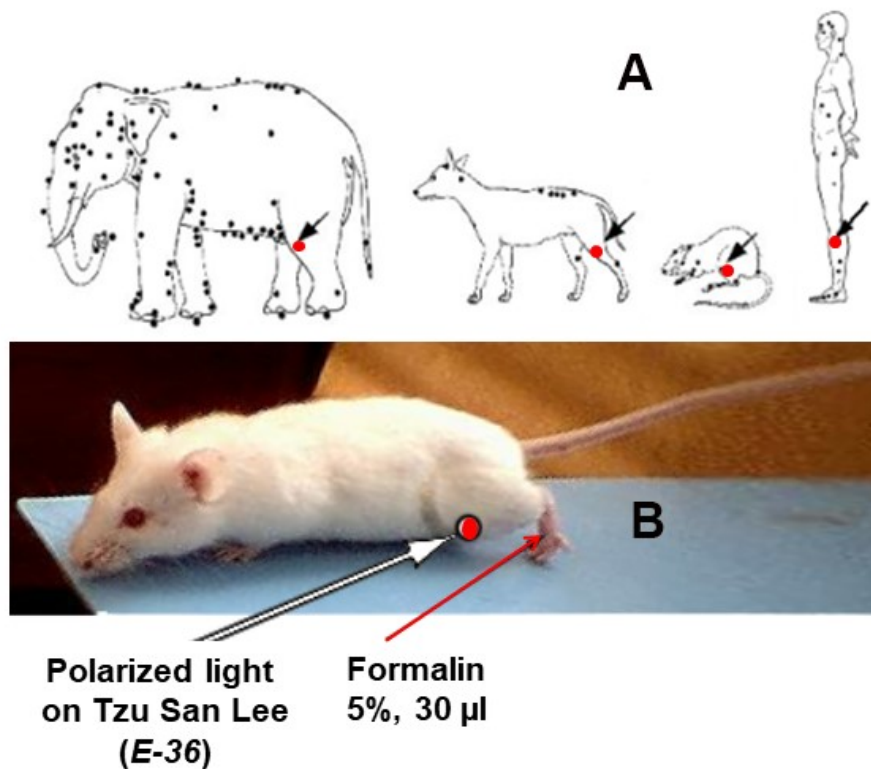 A
B
Polarized light
on Tzu San Lee
(E-36)
Formalin
5%, 30 µl